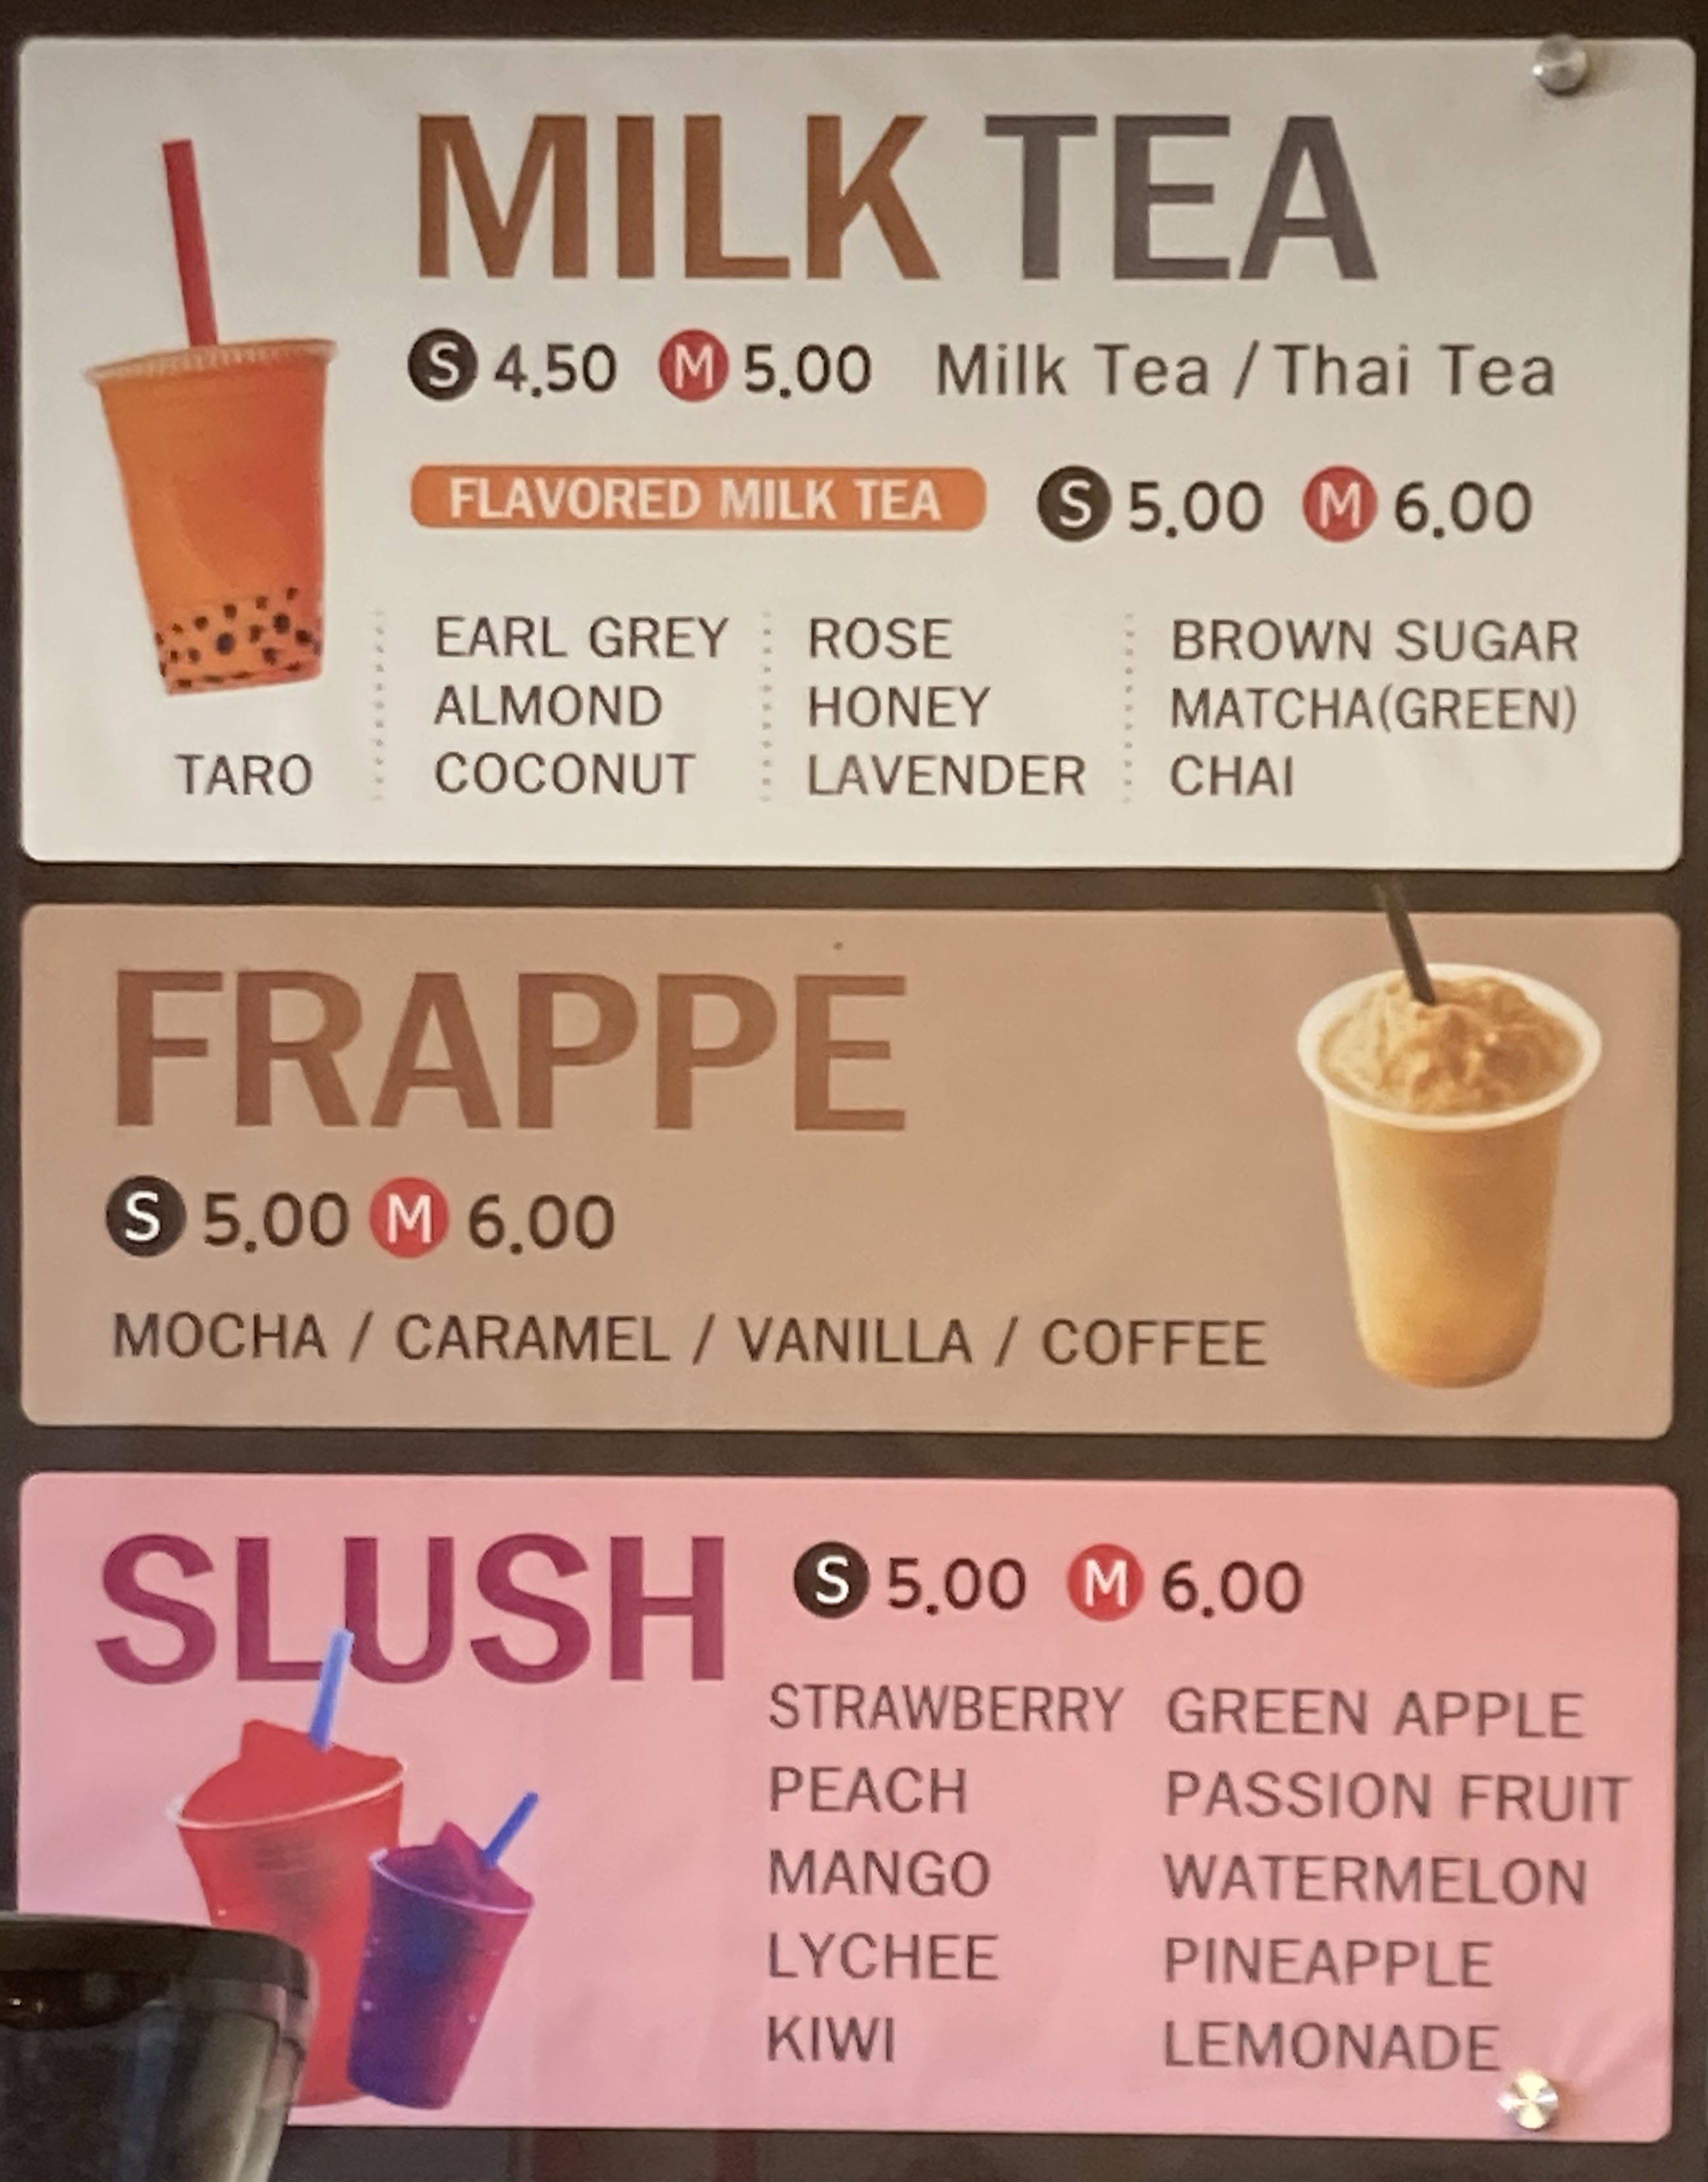 MILK TEA
S 4.50 M 5.00 Milk Tea / Thai Tea
FLAVORED MILK TEA S 5.00 M 6.00
TARO
EARL GREY
ALMOND
COCONUT
ROSE
HONEY
LAVENDER
BROWN SUGAR
MATCHA(GREEN)
CHAI
FRAPPE
S 5.00 M 6.00
MOCHA / CARAMEL / VANILLA / COFFEE
SLUSH S 5.00 M 6.00
STRAWBERRY
PEACH
MANGO
LYCHEE
KIWI
GREEN APPLE
PASSION FRUIT
WATERMELON
PINEAPPLE
LEMONADE